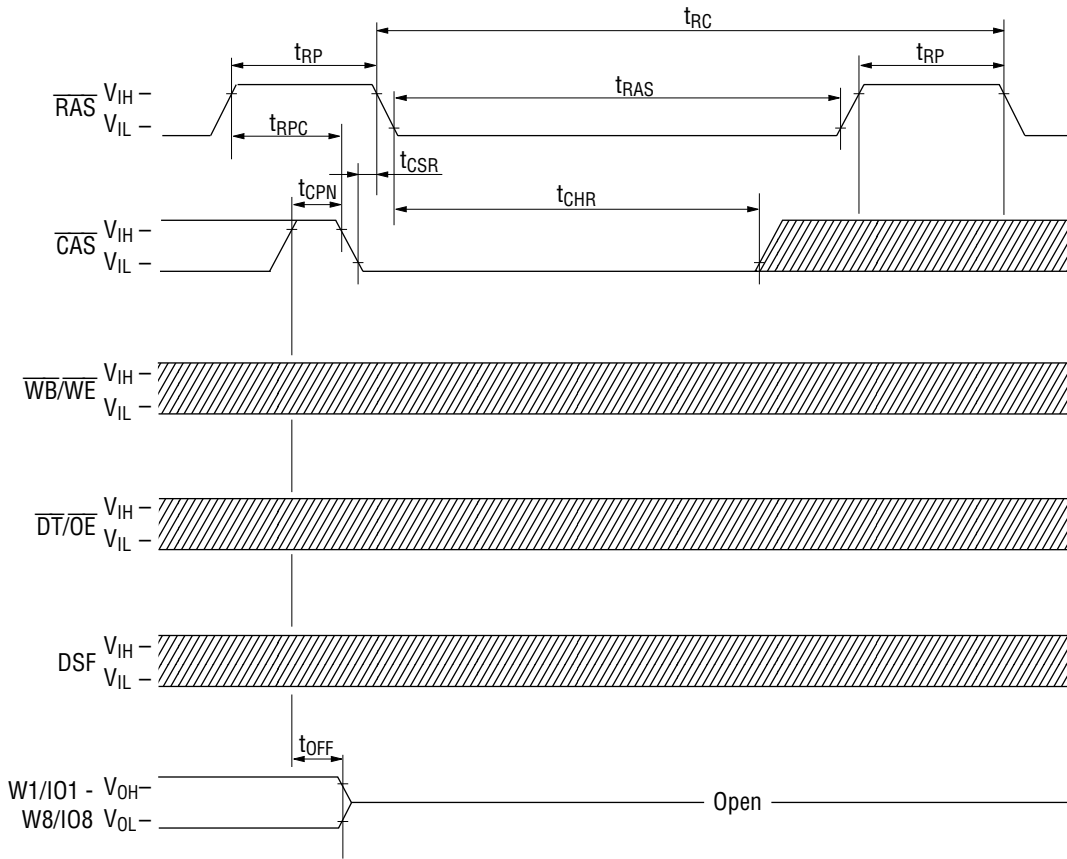 tRC
tRP
tRP
RAS VIH –
VIL –
tRAS
tRPC
tCSR
tCPN
tCHR
CAS VIH –
VIL –
WB/WE VIH –
VIL –
DT/OE VIH –
VIL –
DSF VIH –
VIL –
tOFF
W1/IO1 - VOH –
W8/IO8 VOL –
Open